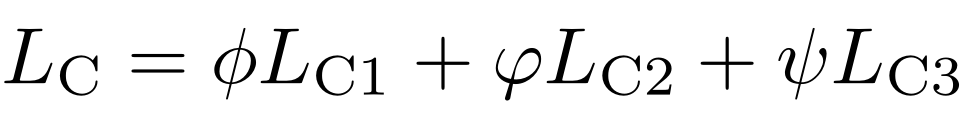 L_C = ϕL_C1 + φL_C2 + ψL_C3